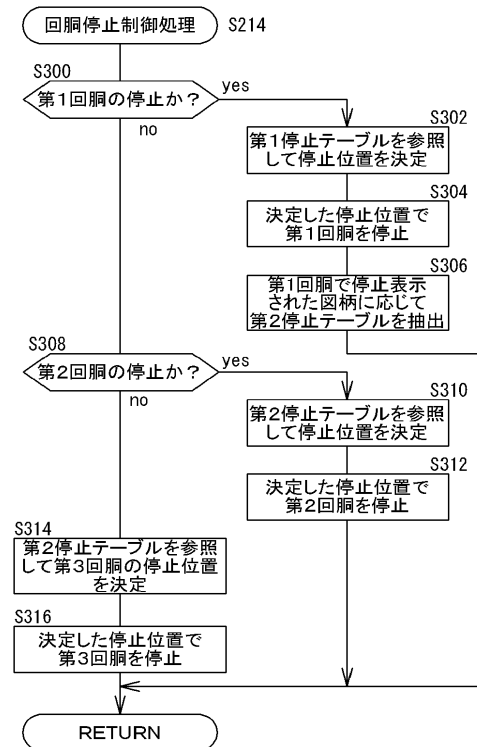 回胴停止制御処理
S214
S300
第1回胴の停止か？
yes
no
S302
第1停止テーブルを参照
して停止位置を決定
S304
決定した停止位置で
第1回胴を停止
S306
第1回胴で停止表示
された図柄に応じて
第2停止テーブルを抽出
S308
第2回胴の停止か？
yes
no
S310
第2停止テーブルを参照
して停止位置を決定
S312
決定した停止位置で
第2回胴を停止
S314
第2停止テーブルを参照
して第3回胴の停止位置
を決定
S316
決定した停止位置で
第3回胴を停止
RETURN